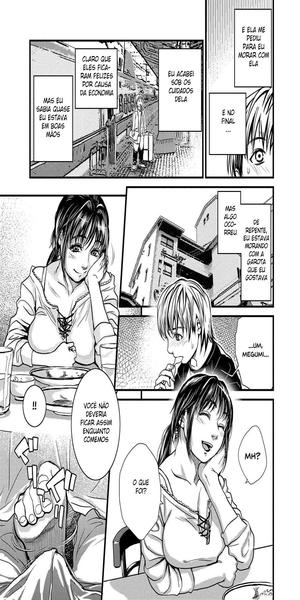 E ELA ME
PEDIU
PARA EU
MORAR COM
ELA
EU ACABEI
SOB OS
CUIDADOS
DELA
CLARO QUE
ELES FICA-
RAM FELIZES
POR CAUSA
DA ECONOMIA
MAS EU
SABIA QUASE
EU ESTAVA
EM BOAS
MÃOS
E NO
FINAL
...
MAS
ALGO
OCO-
RREU
DE
REPENTE,
EU ESTAVA
MORANDO
COM A
GAROTA
QUE EU
GOSTAVA
...UM,
MEGUMI...
!!
VOCÊ NÃO
DEVERIA
FICAR ASSIM
ENQUANTO
COMEMOS
MH?
O QUE
FOI?